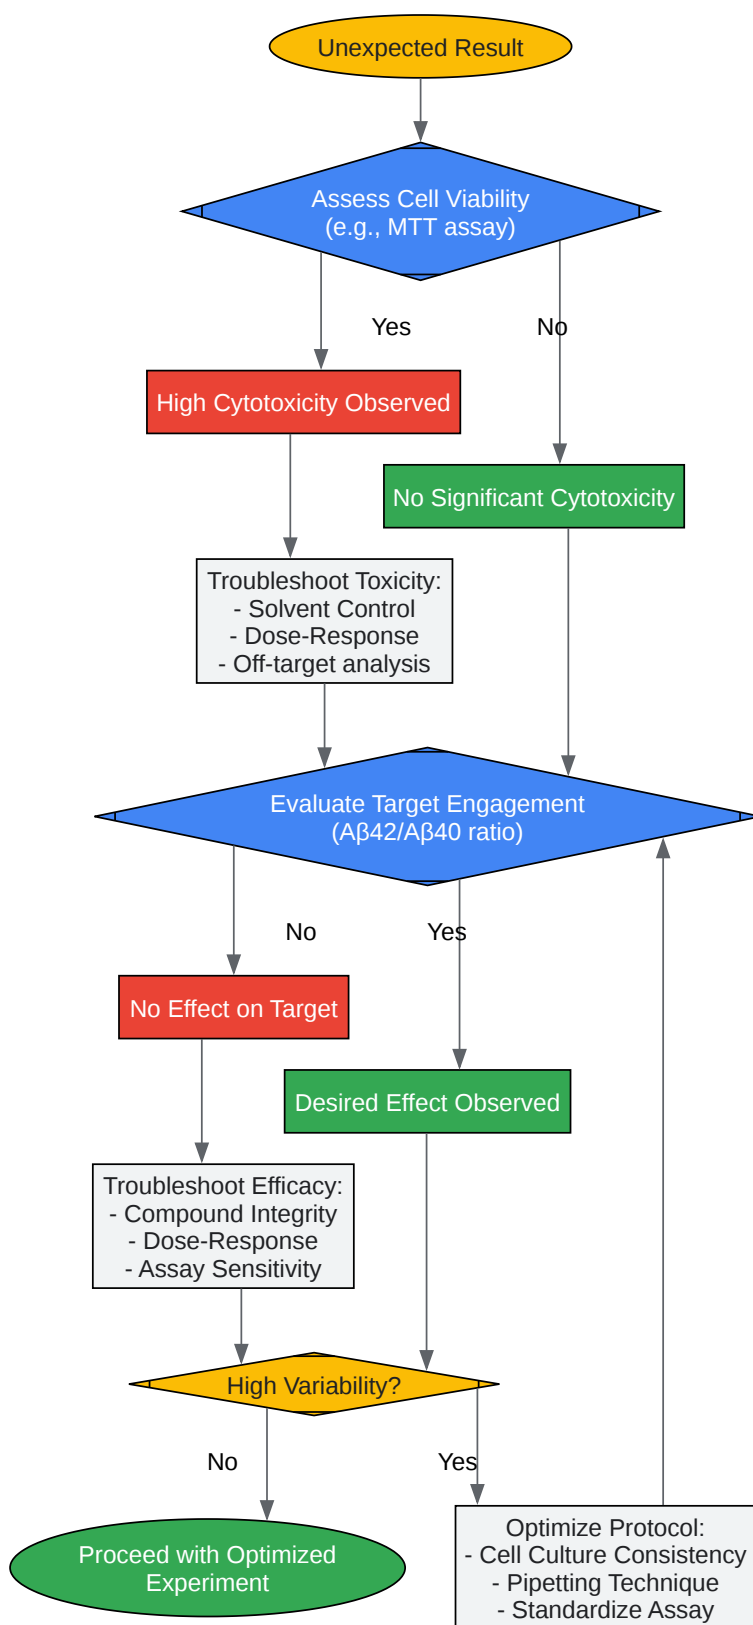 Unexpected Result
Assess Cell Viability
(e.g., MTT assay)
Yes
No
High Cytotoxicity Observed
No Significant Cytotoxicity
Troubleshoot Toxicity:
- Solvent Control
- Dose-Response
- Off-target analysis
Evaluate Target Engagement
(Aβ42/Aβ40 ratio)
No
Yes
No Effect on Target
Desired Effect Observed
Troubleshoot Efficacy:
- Compound Integrity
- Dose-Response
- Assay Sensitivity
High Variability?
No
Yes
Proceed with Optimized
Experiment
Optimize Protocol:
- Cell Culture Consistency
- Pipetting Technique
- Standardize Assay